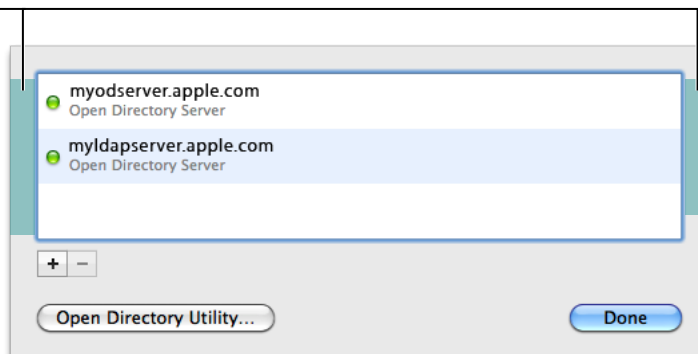 myodserver.apple.com
Open Directory Server
myldapserver.apple.com
Open Directory Server
+ −
Open Directory Utility... Done